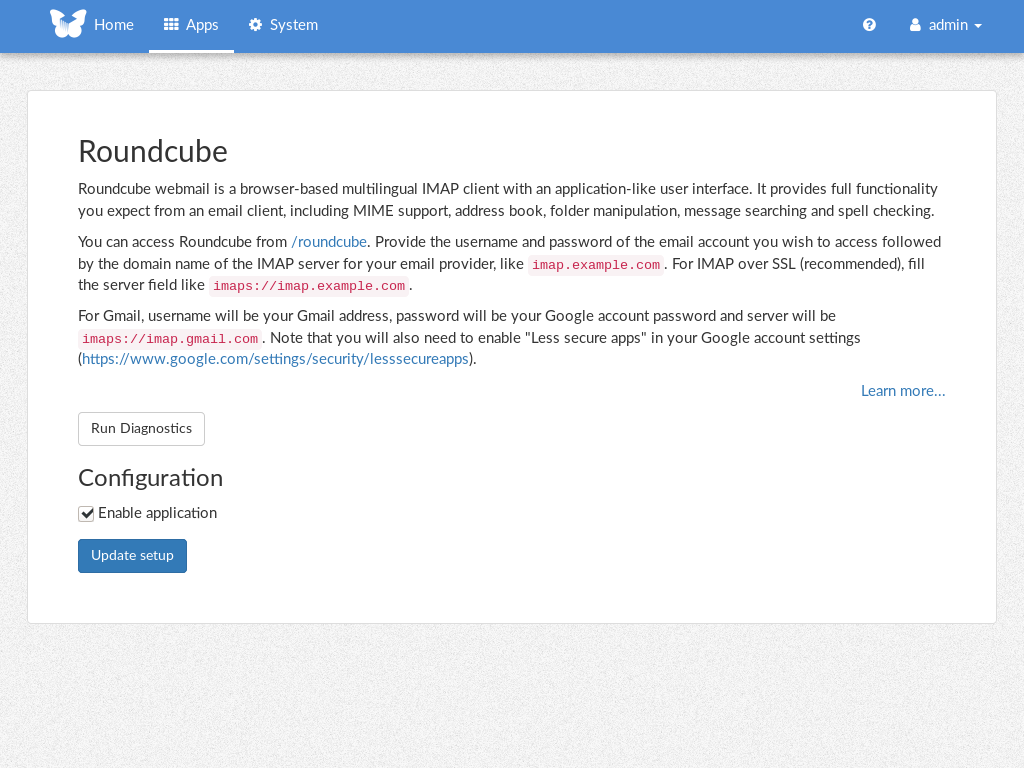 Home Apps System admin
Roundcube
Roundcube webmail is a browser-based multilingual IMAP client with an application-like user interface. It provides full functionality
you expect from an email client, including MIME support, address book, folder manipulation, message searching and spell checking.
You can access Roundcube from /roundcube. Provide the username and password of the email account you wish to access followed
by the domain name of the IMAP server for your email provider, like imap.example.com. For IMAP over SSL (recommended), fill
the server field like imaps://imap.example.com.
For Gmail, username will be your Gmail address, password will be your Google account password and server will be
imaps://imap.gmail.com. Note that you will also need to enable "Less secure apps" in your Google account settings
(https://www.google.com/settings/security/lesssecureapps).
Learn more...
Run Diagnostics
Configuration
Enable application
Update setup